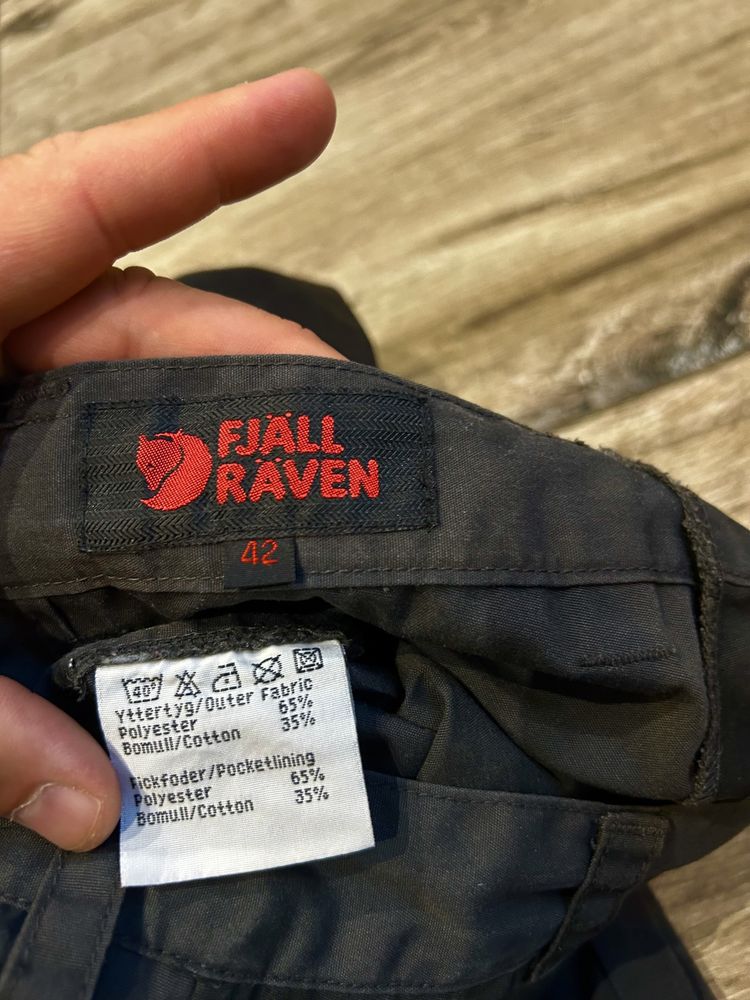 FJÄLL
RÄVEN
42
40°
Yttertyg/Outer Fabric
Polyester 65%
Bomull/Cotton 35%
Fickfoder/Pocketlining
Polyester 65%
Bomull/Cotton 35%